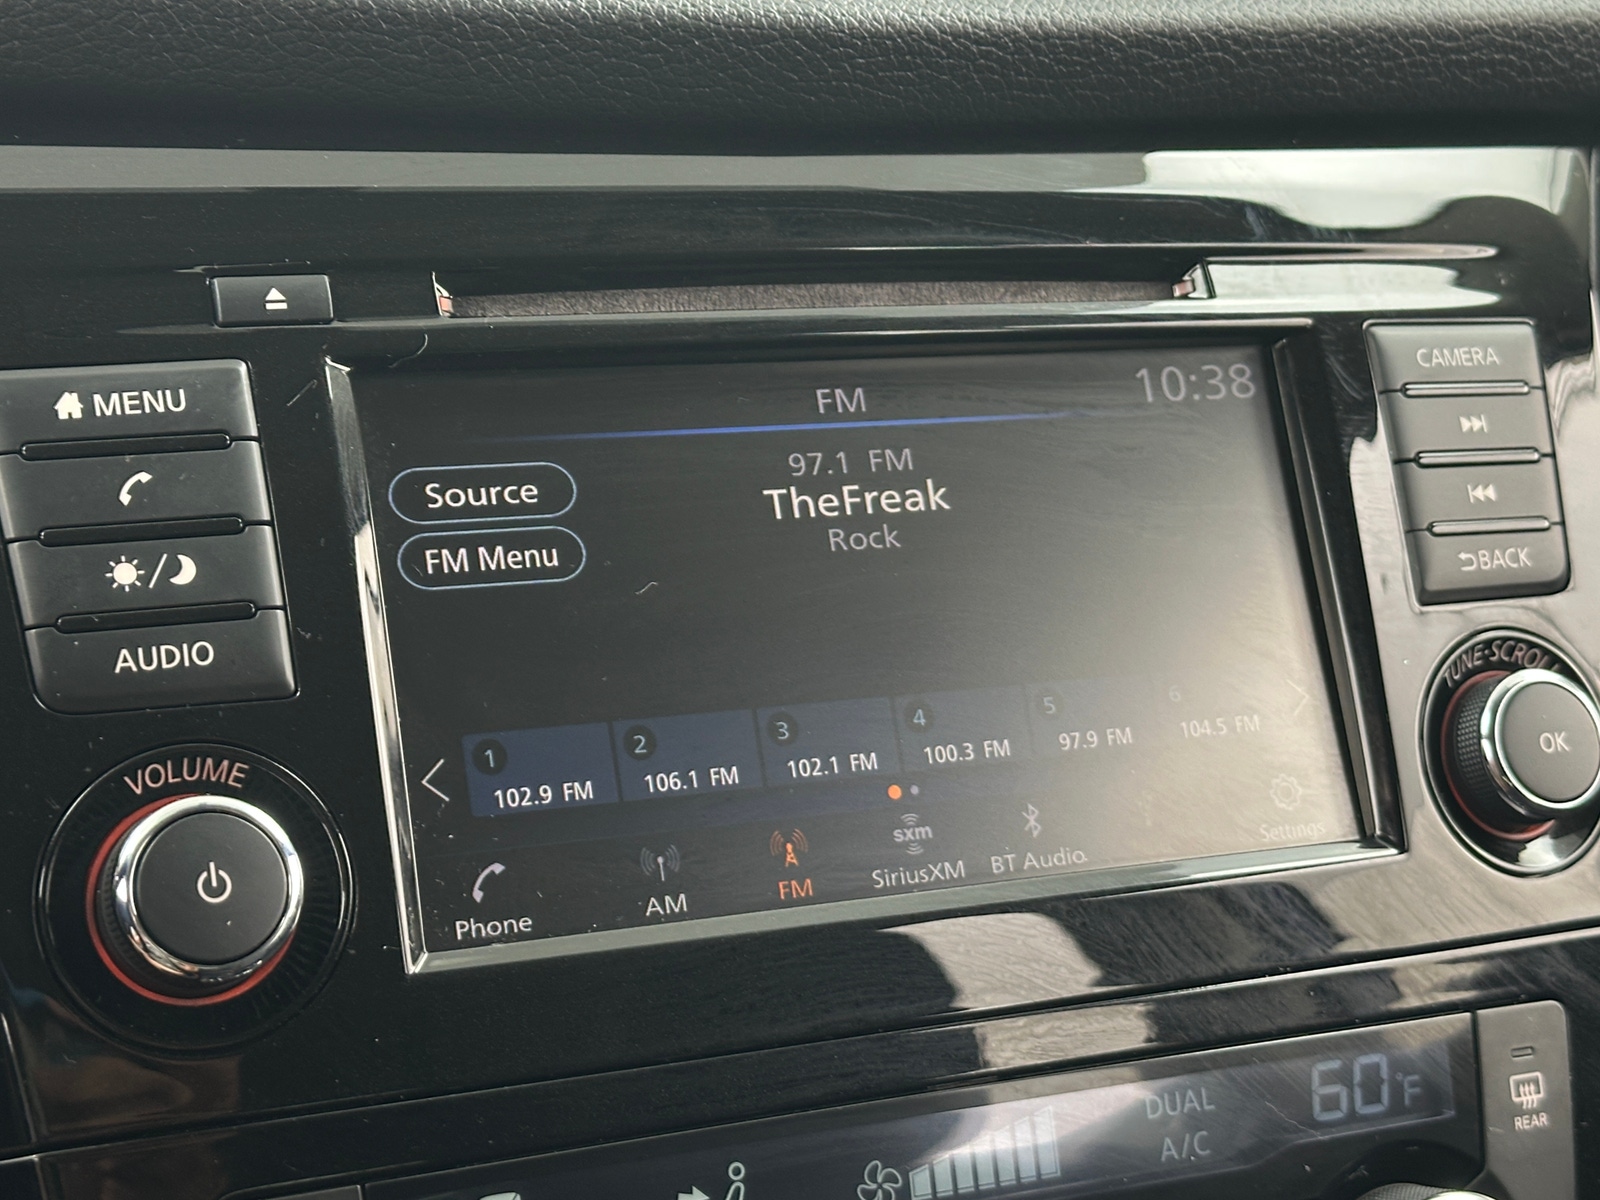 MENU
AUDIO
VOLUME
FM
10:38
97.1 FM
TheFreak
Rock
Source
FM Menu
1
102.9 FM
2
106.1 FM
3
102.1 FM
4
100.3 FM
5
97.9 FM
6
104.5 FM
Phone
AM
FM
sxm
SiriusXM
BT Audio
Settings
CAMERA
BACK
TUNE·SCROLL
OK
DUAL
A/C
60°F
REAR